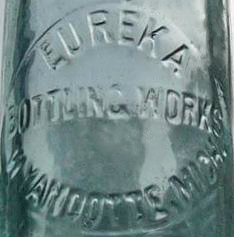 EUREKA
BOTTLING WORKS
WYANDOTTE. MICH.